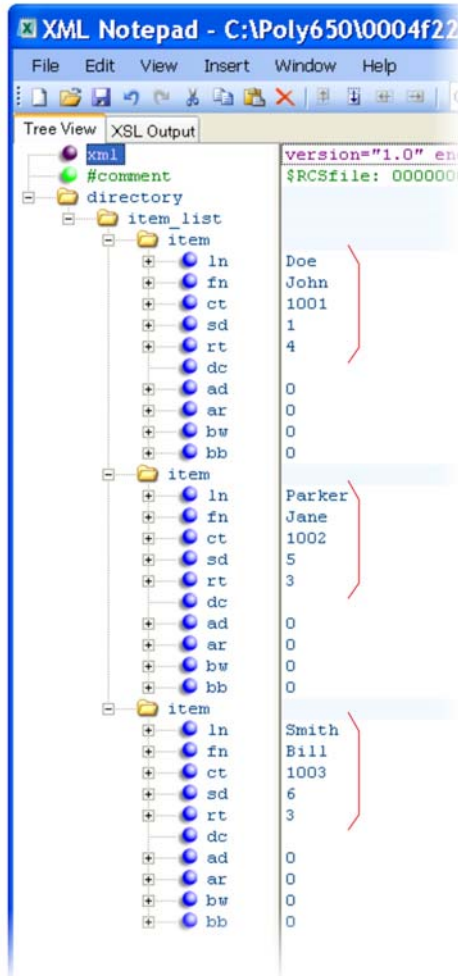 XML Notepad - C:\Poly650\0004f22
File Edit View Insert Window Help
Tree View XSL Output
xml version="1.0" en
#comment $RCSfile: 000000
directory
item_list
item
ln Doe
fn John
ct 1001
sd 1
rt 4
dc
ad 0
ar 0
bw 0
bb 0
item
ln Parker
fn Jane
ct 1002
sd 5
rt 3
dc
ad 0
ar 0
bw 0
bb 0
item
ln Smith
fn Bill
ct 1003
sd 6
rt 3
dc
ad 0
ar 0
bw 0
bb 0